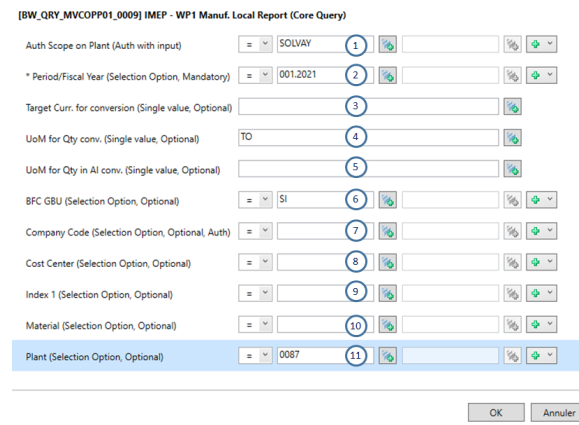 [BW_QRY_MVCOPP01_0009] IMEP - WP1 Manuf. Local Report (Core Query)
Auth Scope on Plant (Auth with input) = SOLVAY 1
* Period/Fiscal Year (Selection Option, Mandatory) = 001.2021 2
Target Curr. for conversion (Single value, Optional) 3
UoM for Qty conv. (Single value, Optional) TO 4
UoM for Qty in AI conv. (Single value, Optional) 5
BFC GBU (Selection Option, Optional) = SI 6
Company Code (Selection Option, Optional, Auth) = 7
Cost Center (Selection Option, Optional) = 8
Index 1 (Selection Option, Optional) = 9
Material (Selection Option, Optional) = 10
Plant (Selection Option, Optional) = 0087 11
OK Annuler